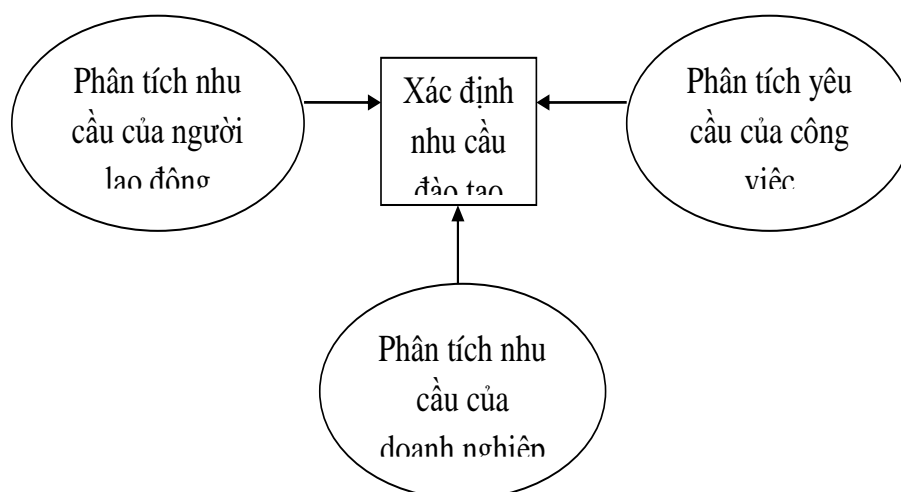 Phân tích nhu
cầu của người
lao động
Xác định
nhu cầu
đào tạo
Phân tích yêu
cầu của công
việc
Phân tích nhu
cầu của
doanh nghiệp